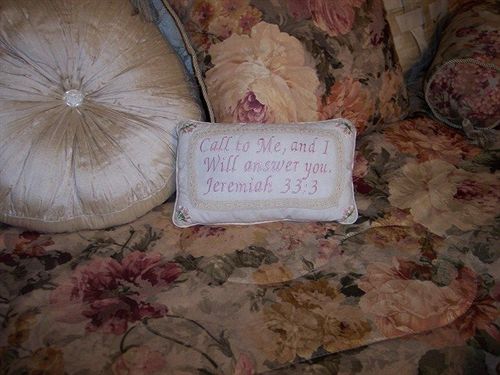 Call to Me, and I
Will answer you.
Jeremiah 33:3